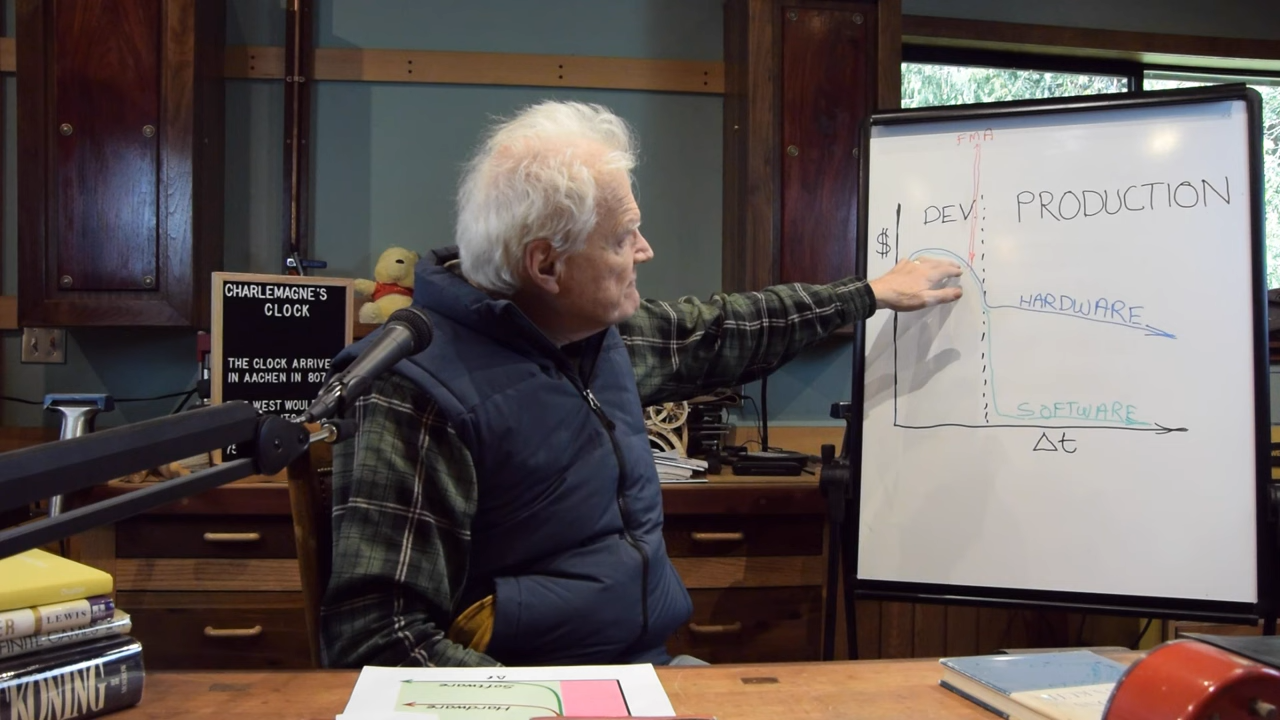 CHARLEMAGNE'S
CLOCK
THE CLOCK ARRIVE
IN AACHEN IN 807
WEST WOUL
FMA
DEV
PRODUCTION
$
HARDWARE
SOFTWARE
Δt
LEWIS
KONING
Δt
Software
Hardware